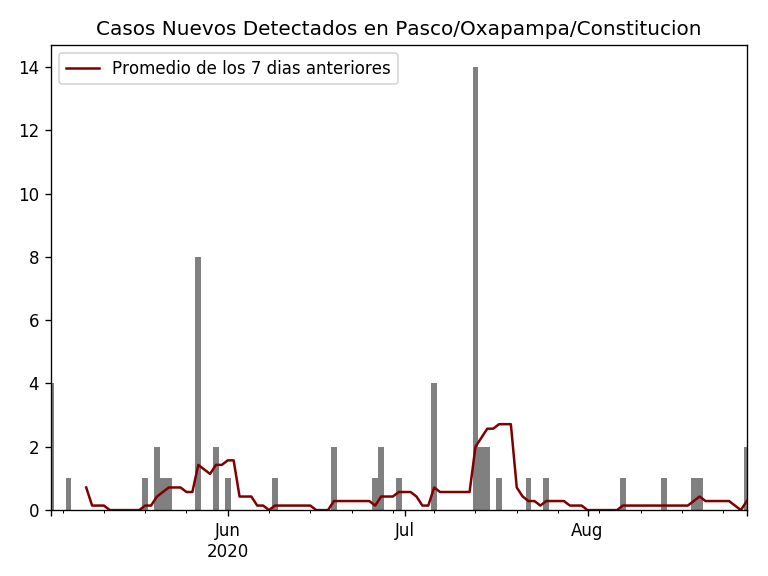 Casos Nuevos Detectados en Pasco/Oxapampa/Constitucion
Promedio de los 7 dias anteriores
14
12
10
8
6
4
2
0
Jun
2020
Jul
Aug